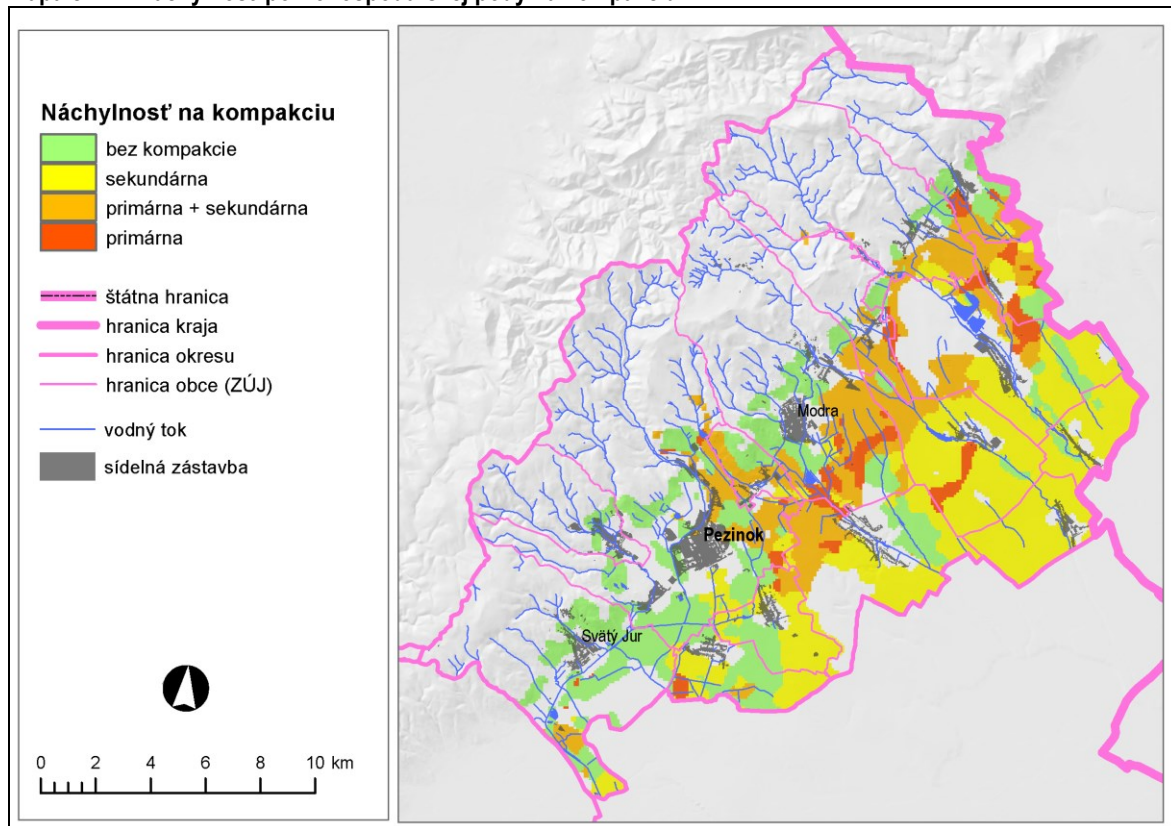 Náchylnosť na kompakciu
bez kompakcie
sekundárna
primárna + sekundárna
primárna
štátna hranica
hranica kraja
hranica okresu
hranica obce (ZÚJ)
vodný tok
sídelná zástavba
0 2 4 6 8 10 km
Modra
Pezinok
Svätý Jur